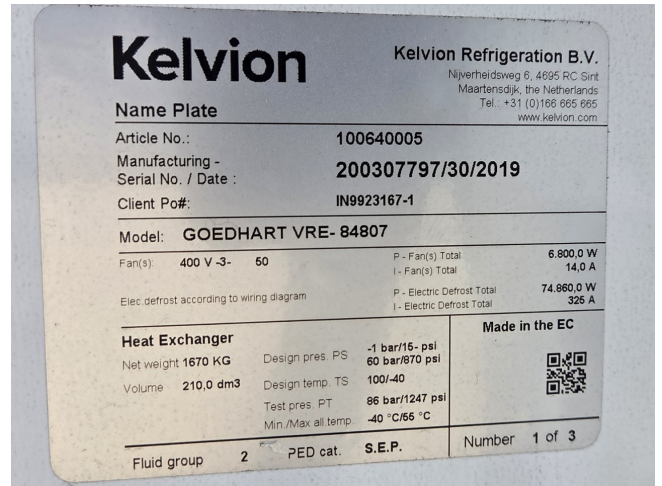 Kelvion
Kelvion Refrigeration B.V.
Nijverheidsweg 6, 4695 RC Sint
Maartensdijk, the Netherlands
Tel.: +31 (0)166 665 665
www.kelvion.com
Name Plate
Article No.: 100640005
Manufacturing -
Serial No. / Date : 200307797/30/2019
Client Po#: IN9923167-1
Model: GOEDHART VRE- 84807
Fan(s): 400 V -3- 50
P - Fan(s) Total 6.800,0 W
I - Fan(s) Total 14,0 A
Elec.defrost according to wiring diagram
P - Electric Defrost Total 74.860,0 W
I - Electric Defrost Total 325 A
Heat Exchanger
Net weight 1670 KG
Volume 210,0 dm3
Design pres. PS -1 bar/15- psi
60 bar/870 psi
Design temp. TS 100/-40
Test pres. PT 86 bar/1247 psi
Min./Max all.temp -40 °C/55 °C
Made in the EC
Fluid group 2 PED cat. S.E.P.
Number 1 of 3